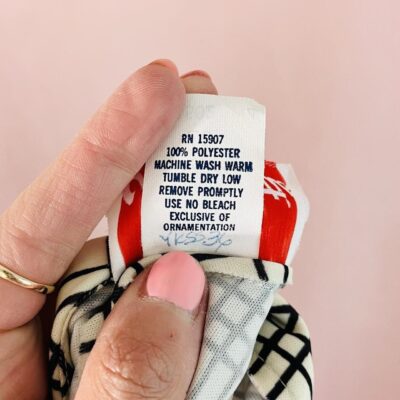 RN 15907
100% POLYESTER
MACHINE WASH WARM
TUMBLE DRY LOW
REMOVE PROMPTLY
USE NO BLEACH
EXCLUSIVE OF
ORNAMENTATION